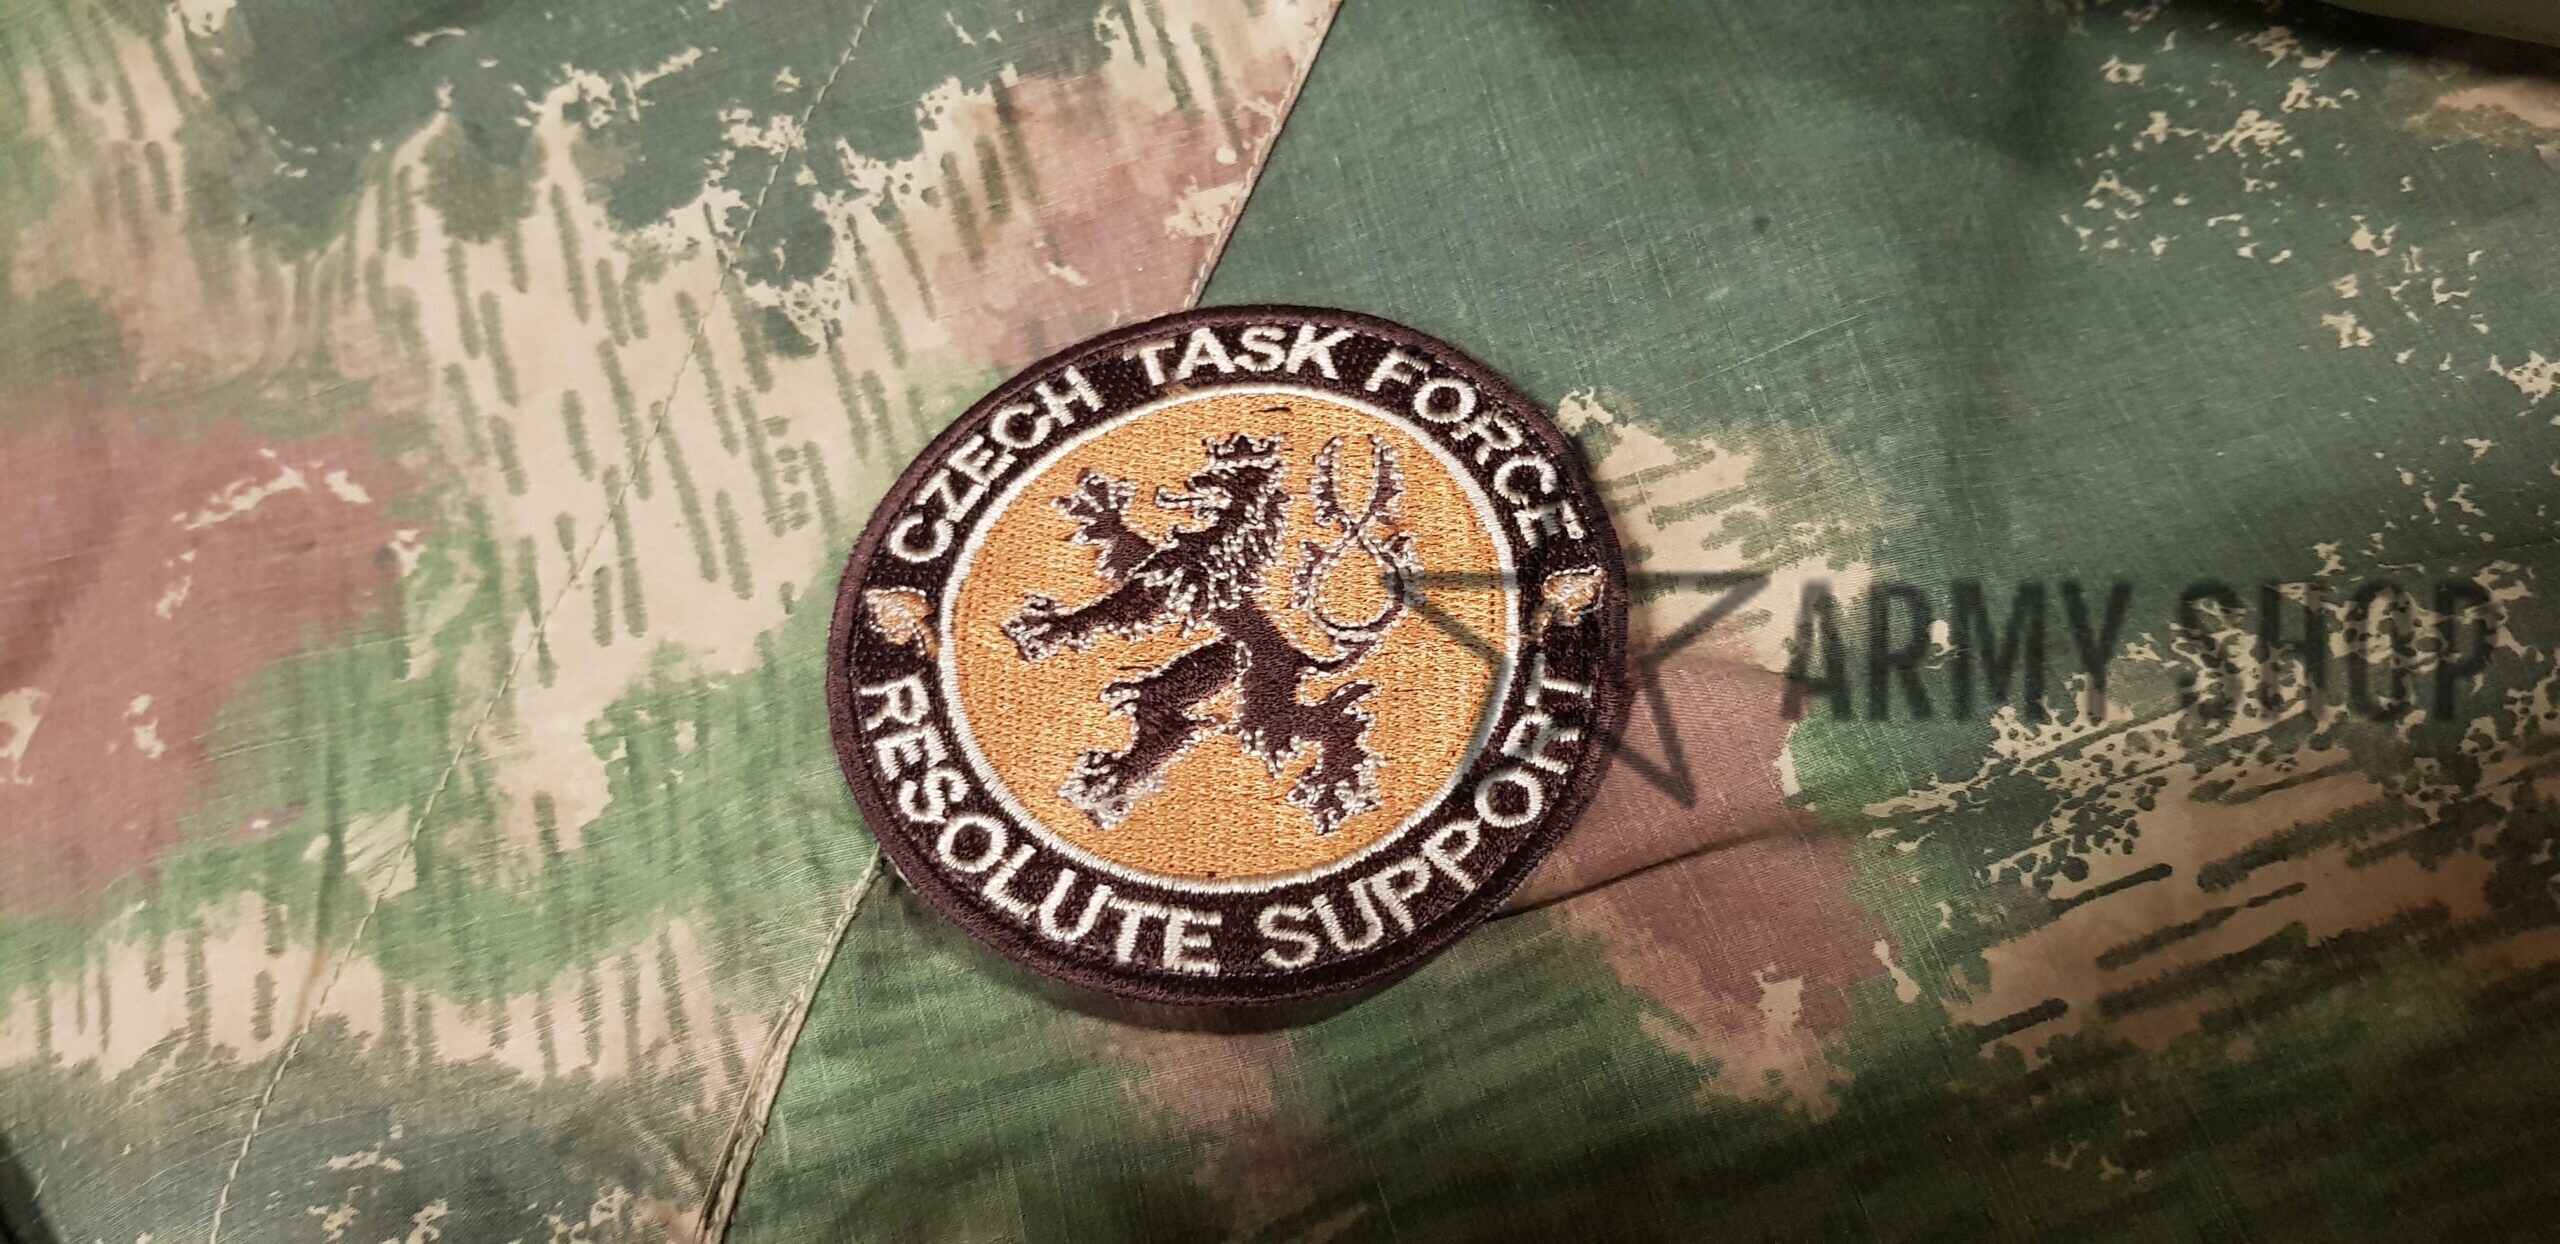 CZECH TASK FORCE
RESOLUTE SUPPORT
ARMY SHOP